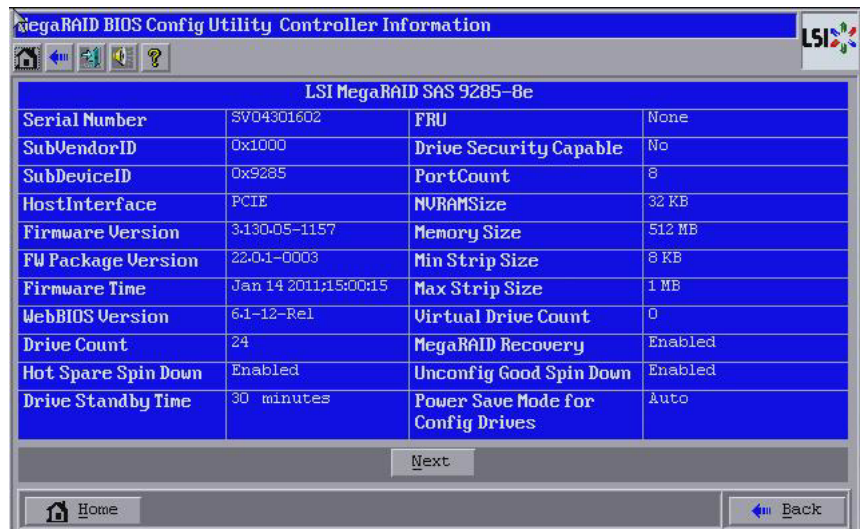 MegaRAID BIOS Config Utility Controller Information
LSI
LSI MegaRAID SAS 9285-8e
Serial Number SV04301602 FRU None
SubVendorID 0x1000 Drive Security Capable No
SubDeviceID 0x9285 PortCount 8
HostInterface PCIE NVRAMSize 32 KB
Firmware Version 3.130.05-1157 Memory Size 512 MB
FW Package Version 22.0.1-0003 Min Strip Size 8 KB
Firmware Time Jan 14 2011;15:00:15 Max Strip Size 1 MB
WebBIOS Version 6.1-12-Rel Virtual Drive Count 0
Drive Count 24 MegaRAID Recovery Enabled
Hot Spare Spin Down Enabled Unconfig Good Spin Down Enabled
Drive Standby Time 30 minutes Power Save Mode for Auto
Config Drives
Next
Home Back